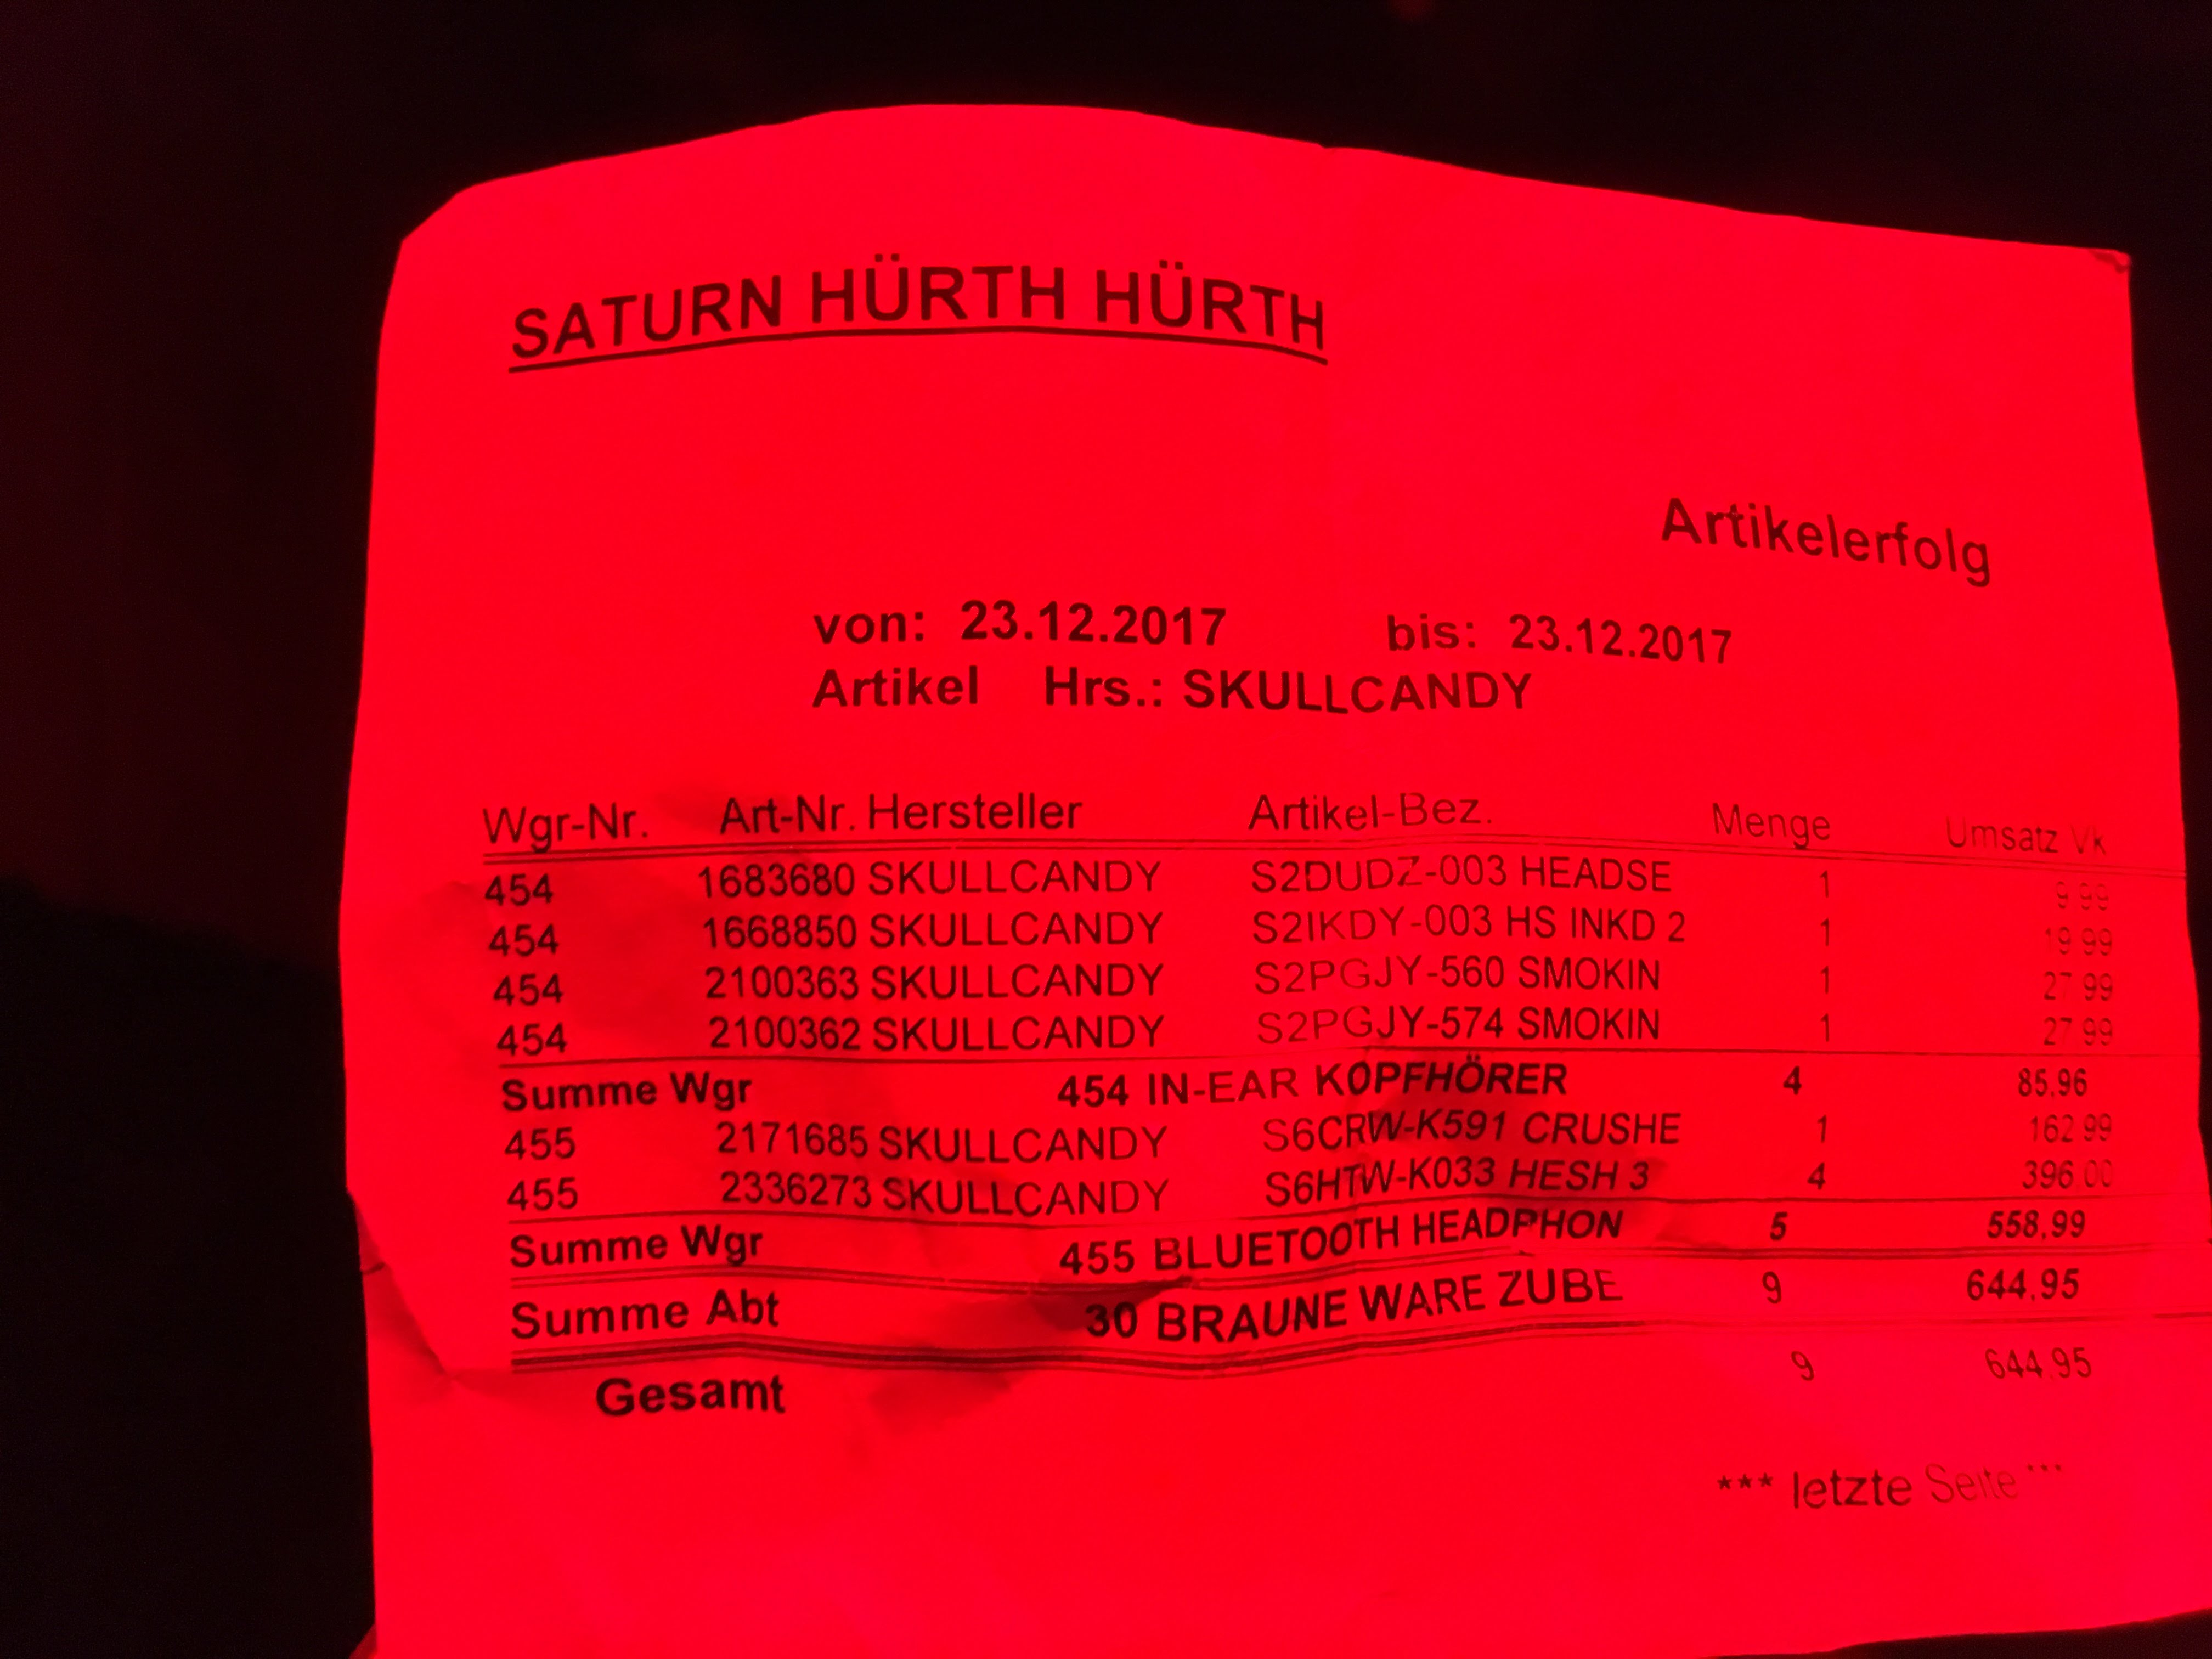 SATURN HÜRTH HÜRTH
Artikelerfolg
von: 23.12.2017 bis: 23.12.2017
Artikel Hrs.: SKULLCANDY
Wgr-Nr. Art-Nr. Hersteller Artikel-Bez. Menge Umsatz Vk
454 1683680 SKULLCANDY S2DUDZ-003 HEADSE 1 9,99
454 1668850 SKULLCANDY S2IKDY-003 HS INKD 2 1 19,99
454 2100363 SKULLCANDY S2PGJY-560 SMOKIN 1 27,99
454 2100362 SKULLCANDY S2PGJY-574 SMOKIN 1 27,99
Summe Wgr 454 IN-EAR KOPFHÖRER 4 85,96
455 2171685 SKULLCANDY S6CRW-K591 CRUSHE 1 162,99
455 2336273 SKULLCANDY S6HTW-K033 HESH 3 4 396,00
Summe Wgr 455 BLUETOOTH HEADPHON 5 558,99
Summe Abt 30 BRAUNE WARE ZUBE 9 644,95
Gesamt 9 644,95
*** letzte Seite ***